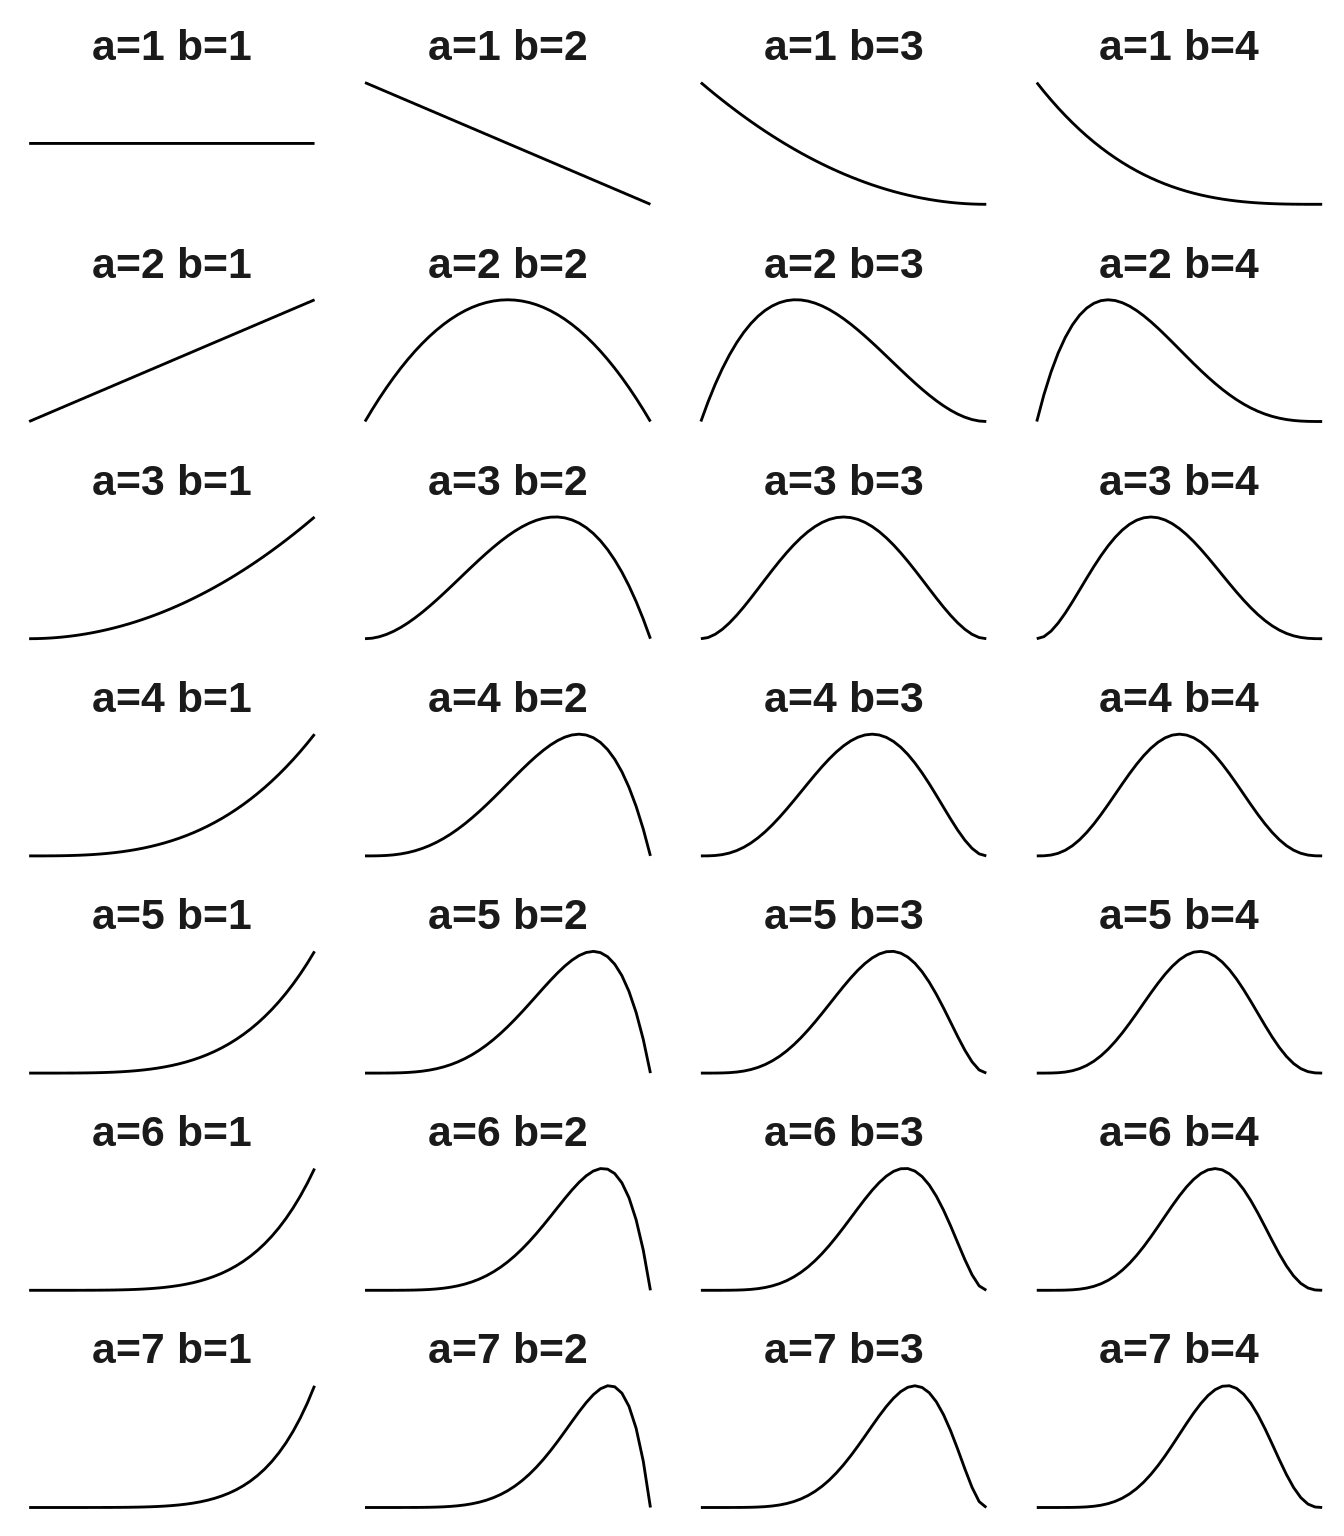 a=1 b=1 a=1 b=2 a=1 b=3 a=1 b=4
a=2 b=1 a=2 b=2 a=2 b=3 a=2 b=4
a=3 b=1 a=3 b=2 a=3 b=3 a=3 b=4
a=4 b=1 a=4 b=2 a=4 b=3 a=4 b=4
a=5 b=1 a=5 b=2 a=5 b=3 a=5 b=4
a=6 b=1 a=6 b=2 a=6 b=3 a=6 b=4
a=7 b=1 a=7 b=2 a=7 b=3 a=7 b=4